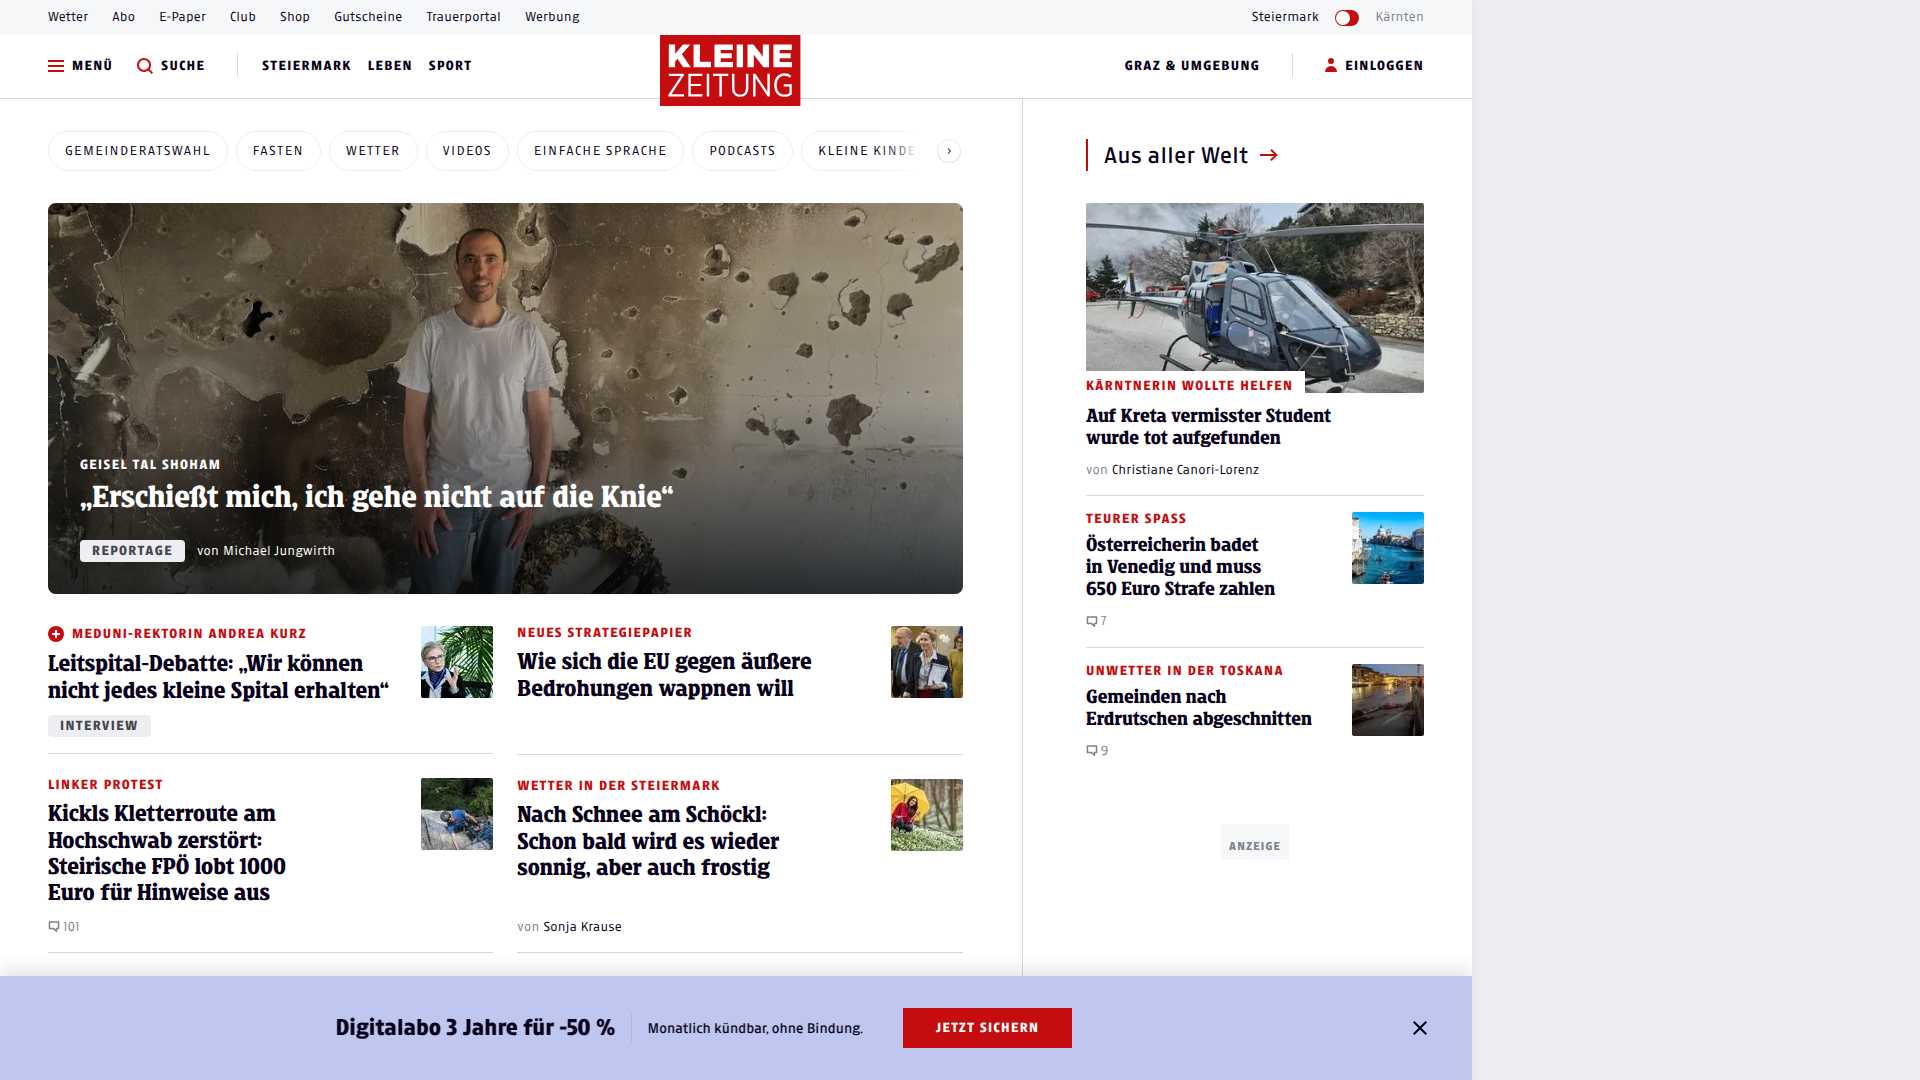 Wetter Abo E-Paper Club Shop Gutscheine Trauerportal Werbung Steiermark Kärnten
MENÜ SUCHE STEIERMARK LEBEN SPORT KLEINE ZEITUNG GRAZ & UMGEBUNG EINLOGGEN
GEMEINDERATSWAHL FASTEN WETTER VIDEOS EINFACHE SPRACHE PODCASTS KLEINE KINDE
GEISEL TAL SHOHAM
„Erschießt mich, ich gehe nicht auf die Knie“
REPORTAGE von Michael Jungwirth
MEDUNI-REKTORIN ANDREA KURZ
Leitspital-Debatte: „Wir können
nicht jedes kleine Spital erhalten“
INTERVIEW
NEUES STRATEGIEPAPIER
Wie sich die EU gegen äußere
Bedrohungen wappnen will
LINKER PROTEST
Kickls Kletterroute am
Hochschwab zerstört:
Steirische FPÖ lobt 1000
Euro für Hinweise aus
101
WETTER IN DER STEIERMARK
Nach Schnee am Schöckl:
Schon bald wird es wieder
sonnig, aber auch frostig
von Sonja Krause
Aus aller Welt
KÄRNTNERIN WOLLTE HELFEN
Auf Kreta vermisster Student
wurde tot aufgefunden
von Christiane Canori-Lorenz
TEURER SPASS
Österreicherin badet
in Venedig und muss
650 Euro Strafe zahlen
7
UNWETTER IN DER TOSKANA
Gemeinden nach
Erdrutschen abgeschnitten
9
ANZEIGE
Digitalabo 3 Jahre für -50 % Monatlich kündbar, ohne Bindung. JETZT SICHERN